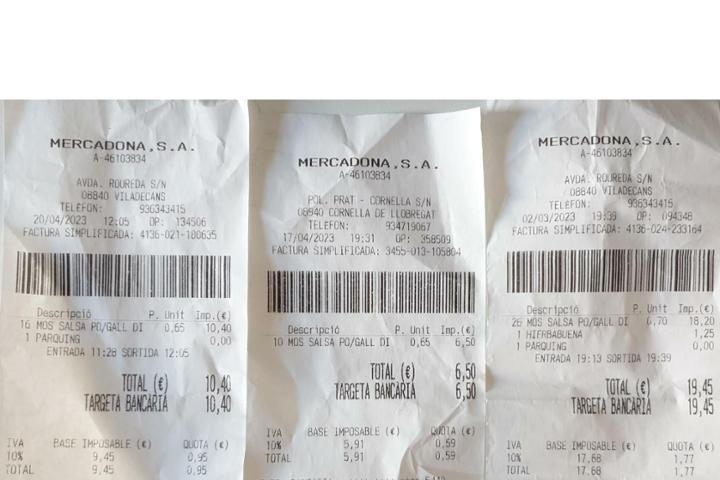 MERCADONA,S.A.
A-46103834
AVDA. ROUREDA S/N
08840 VILADECANS
TELÈFON: 936343415
20/04/2023 12:05 OP: 134506
FACTURA SIMPLIFICADA: 4136-021-180635
Descripció P. Unit Imp.(€)
16 MOS SALSA PO/GALL DI 0,65 10,40
1 PARQUING 0,00
ENTRADA 11:28 SORTIDA 12:05
TOTAL (€) 10,40
TARGETA BANCARIA 10,40
IVA BASE IMPOSABLE (€) QUOTA (€)
10% 9,45 0,95
TOTAL 9,45 0,95
MERCADONA,S.A.
A-46103834
POL. PRAT - CORNELLA S/N
08940 CORNELLA DE LLOBREGAT
TELÈFON: 934719067
17/04/2023 19:31 OP: 358509
FACTURA SIMPLIFICADA: 3455-013-105804
Descripció P. Unit Imp.(€)
10 MOS SALSA PO/GALL DI 0,65 6,50
TOTAL (€) 6,50
TARGETA BANCARIA 6,50
IVA BASE IMPOSABLE (€) QUOTA (€)
10% 5,91 0,59
TOTAL 5,91 0,59
MERCADONA,S.A.
A-46103834
AVDA. ROUREDA S/N
08840 VILADECANS
TELÈFON: 936343415
02/03/2023 19:39 OP: 094348
FACTURA SIMPLIFICADA: 4136-024-233164
Descripció P. Unit Imp.(€)
26 MOS SALSA PO/GALL DI 0,70 18,20
1 HIERBABUENA 1,25
1 PARQUING 0,00
ENTRADA 19:13 SORTIDA 19:39
TOTAL (€) 19,45
TARGETA BANCARIA 19,45
IVA BASE IMPOSABLE (€) QUOTA (€)
10% 17,68 1,77
TOTAL 17,68 1,77